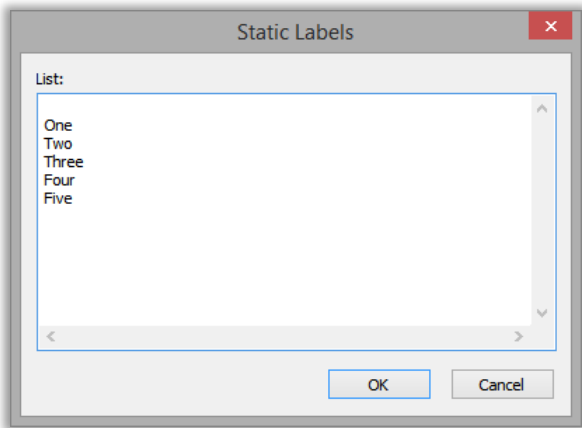 Static Labels
List:
One
Two
Three
Four
Five
OK
Cancel